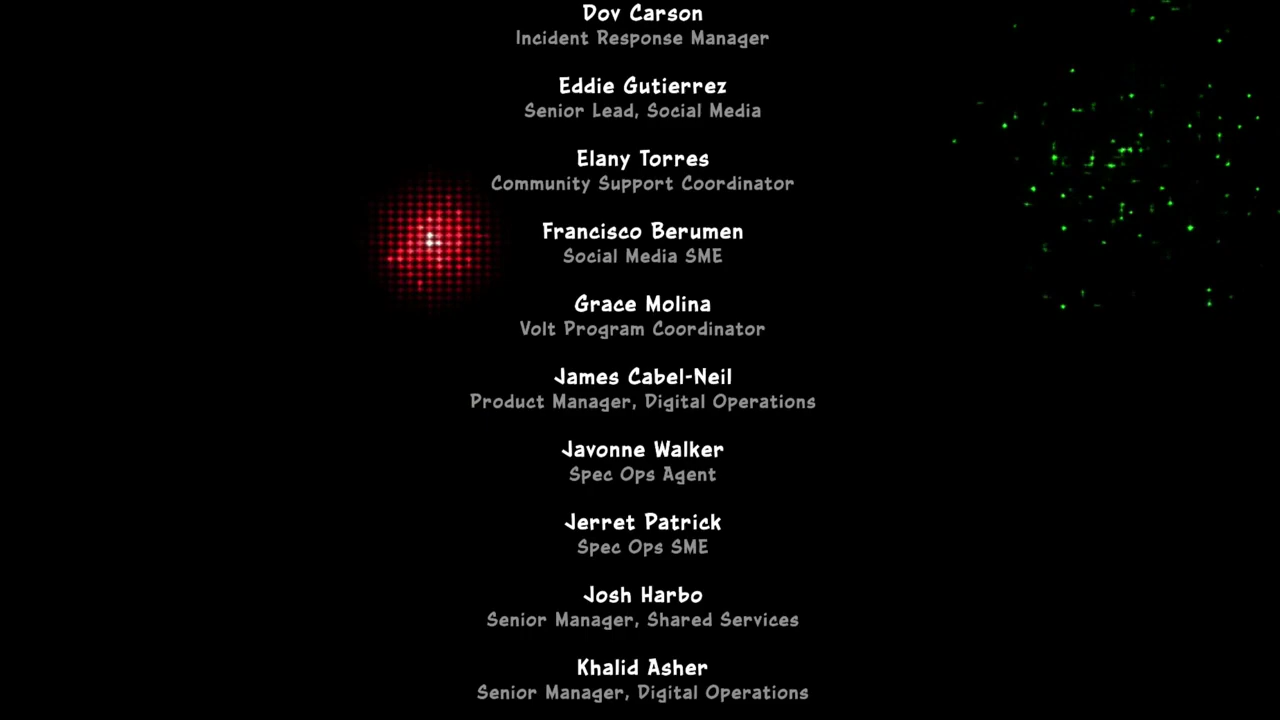 Dov Carson
Incident Response Manager
Eddie Gutierrez
Senior Lead, Social Media
Elany Torres
Community Support Coordinator
Francisco Berumen
Social Media SME
Grace Molina
Volt Program Coordinator
James Cabel-Neil
Product Manager, Digital Operations
Javonne Walker
Spec Ops Agent
Jerret Patrick
Spec Ops SME
Josh Harbo
Senior Manager, Shared Services
Khalid Asher
Senior Manager, Digital Operations